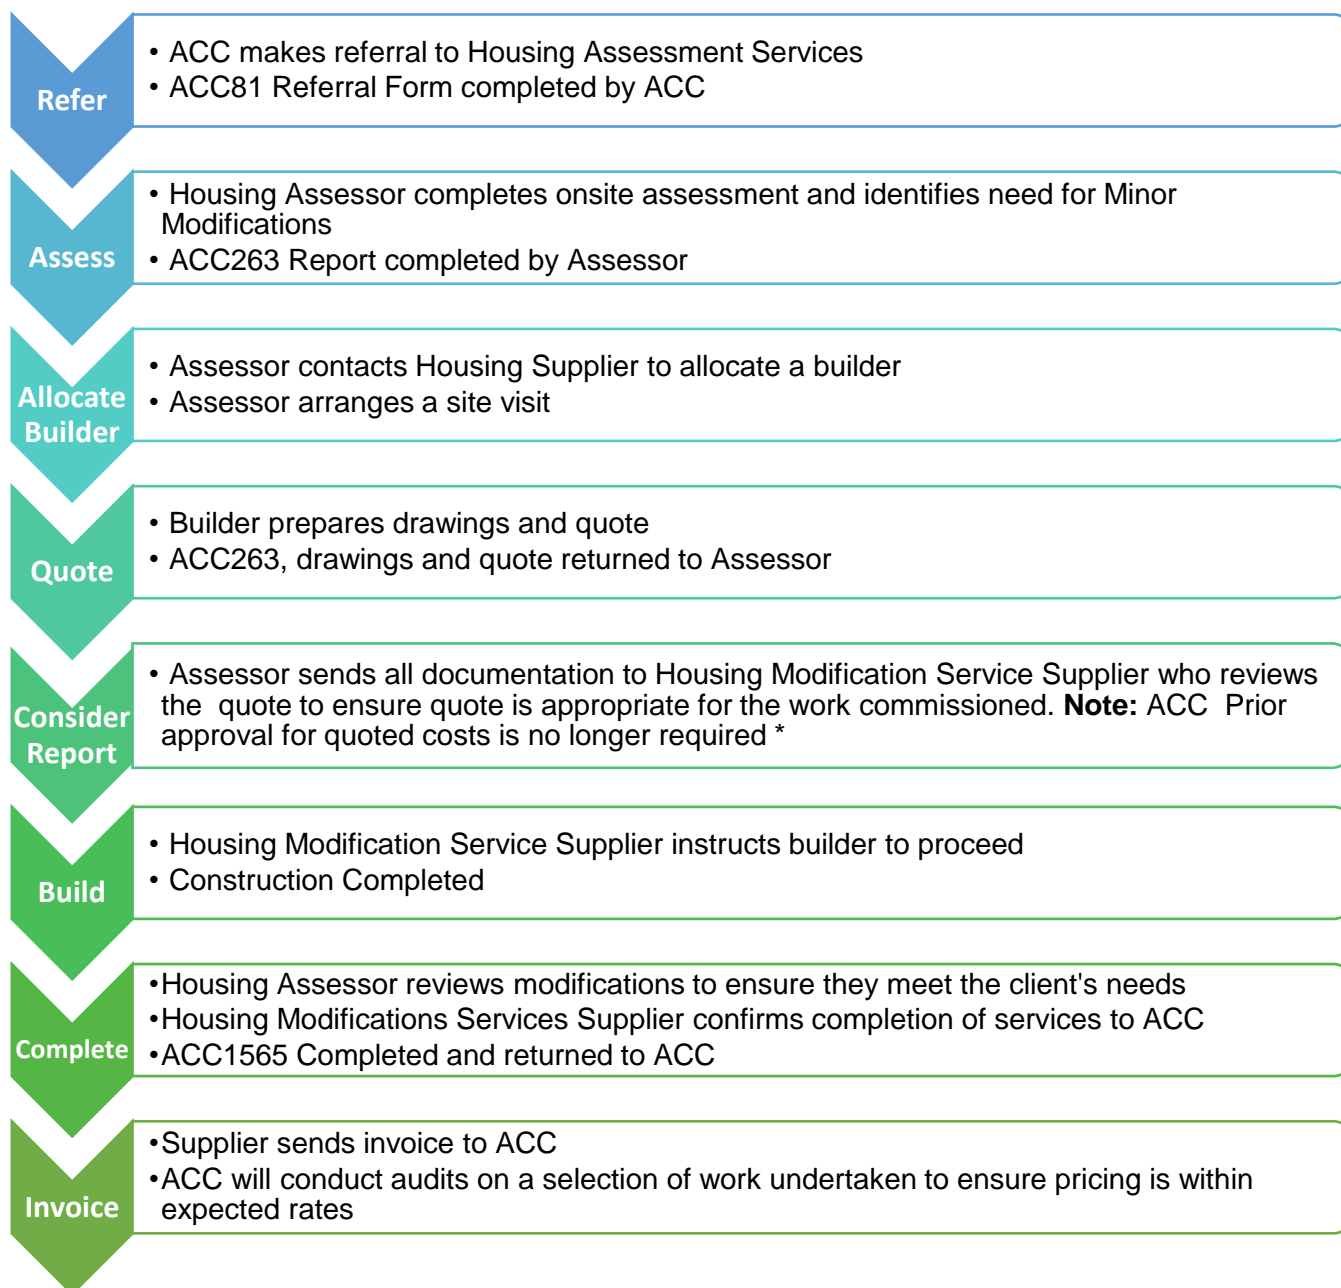 Refer
• ACC makes referral to Housing Assessment Services
• ACC81 Referral Form completed by ACC
Assess
• Housing Assessor completes onsite assessment and identifies need for Minor
Modifications
• ACC263 Report completed by Assessor
Allocate
Builder
• Assessor contacts Housing Supplier to allocate a builder
• Assessor arranges a site visit
Quote
• Builder prepares drawings and quote
• ACC263, drawings and quote returned to Assessor
Consider
Report
• Assessor sends all documentation to Housing Modification Service Supplier who reviews
the  quote to ensure quote is appropriate for the work commissioned. Note: ACC  Prior
approval for quoted costs is no longer required *
Build
• Housing Modification Service Supplier instructs builder to proceed
• Construction Completed
Complete
•Housing Assessor reviews modifications to ensure they meet the client's needs
•Housing Modifications Services Supplier confirms completion of services to ACC
•ACC1565 Completed and returned to ACC
Invoice
•Supplier sends invoice to ACC
•ACC will conduct audits on a selection of work undertaken to ensure pricing is within
expected rates